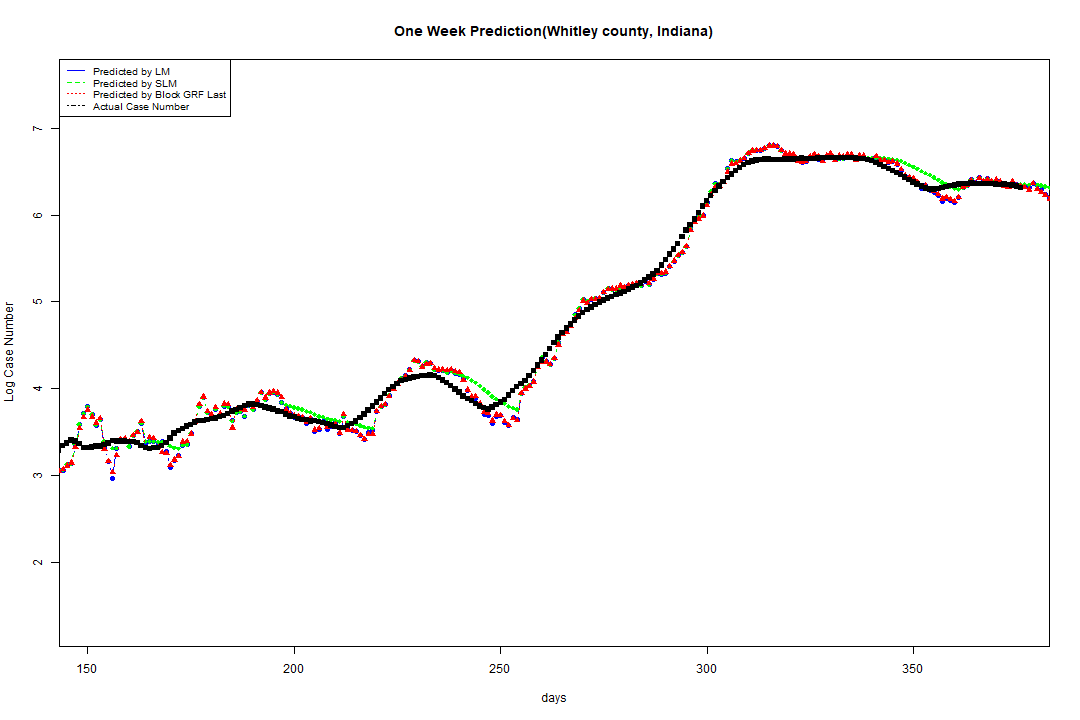 One Week Prediction(Whitley county, Indiana)
Predicted by LM
Predicted by SLM
Predicted by Block GRF Last
Actual Case Number
Log Case Number
7
6
5
4
3
2
150 200 250 300 350
days